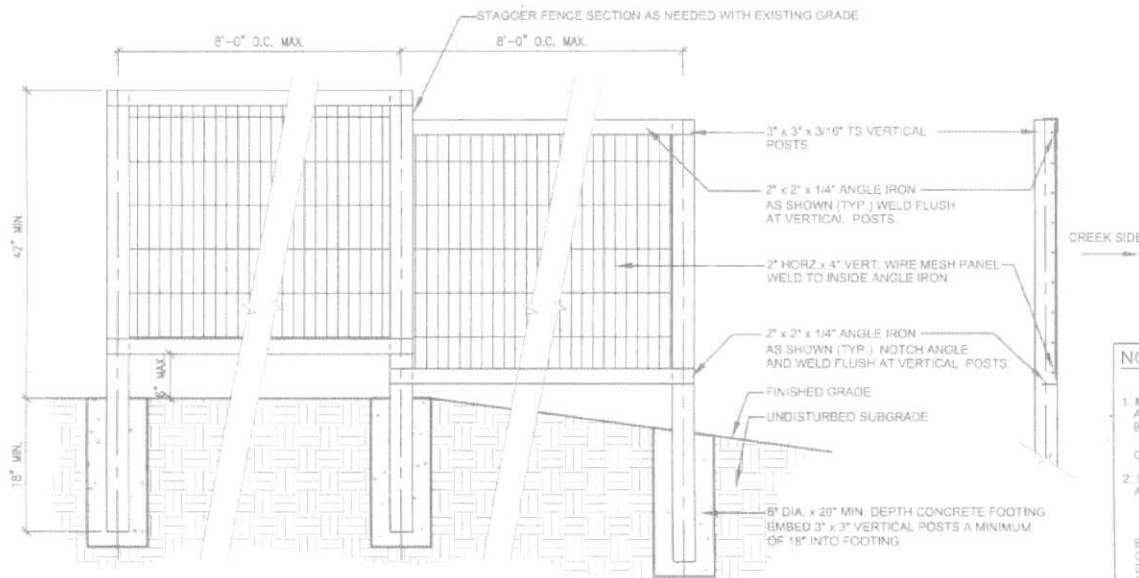 STAGGER FENCE SECTION AS NEEDED WITH EXISTING GRADE
8'-0" O.C. MAX.
8'-0" O.C. MAX.
42" MIN.
18" MIN.
6" MAX.
3" x 3" x 3/16" TS VERTICAL
POSTS
2" x 2" x 1/4" ANGLE IRON
AS SHOWN (TYP.) WELD FLUSH
AT VERTICAL POSTS.
2" HORZ. x 4" VERT. WIRE MESH PANEL
WELD TO INSIDE ANGLE IRON.
2" x 2" x 1/4" ANGLE IRON
AS SHOWN (TYP.) NOTCH ANGLE
AND WELD FLUSH AT VERTICAL POSTS.
FINISHED GRADE
UNDISTURBED SUBGRADE
8" DIA. x 20" MIN. DEPTH CONCRETE FOOTING
EMBED 3" x 3" VERTICAL POSTS A MINIMUM
OF 18" INTO FOOTING
CREEK SIDE
1.
2.